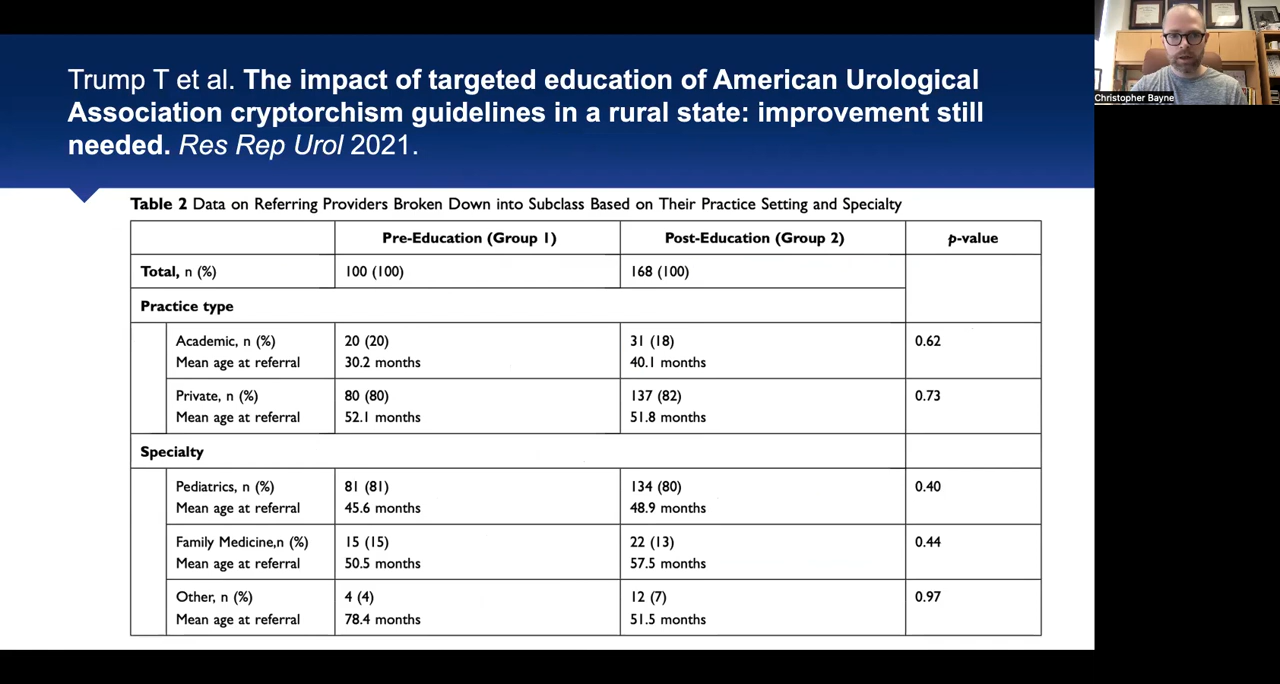 Trump T et al. The impact of targeted education of American Urological
Association cryptorchism guidelines in a rural state: improvement still
needed. Res Rep Urol 2021.
Christopher Bayne
Table 2 Data on Referring Providers Broken Down into Subclass Based on Their Practice Setting and Specialty
Pre-Education (Group 1) Post-Education (Group 2) p-value
Total, n (%) 100 (100) 168 (100)
Practice type
Academic, n (%) 20 (20) 31 (18) 0.62
Mean age at referral 30.2 months 40.1 months
Private, n (%) 80 (80) 137 (82) 0.73
Mean age at referral 52.1 months 51.8 months
Specialty
Pediatrics, n (%) 81 (81) 134 (80) 0.40
Mean age at referral 45.6 months 48.9 months
Family Medicine,n (%) 15 (15) 22 (13) 0.44
Mean age at referral 50.5 months 57.5 months
Other, n (%) 4 (4) 12 (7) 0.97
Mean age at referral 78.4 months 51.5 months